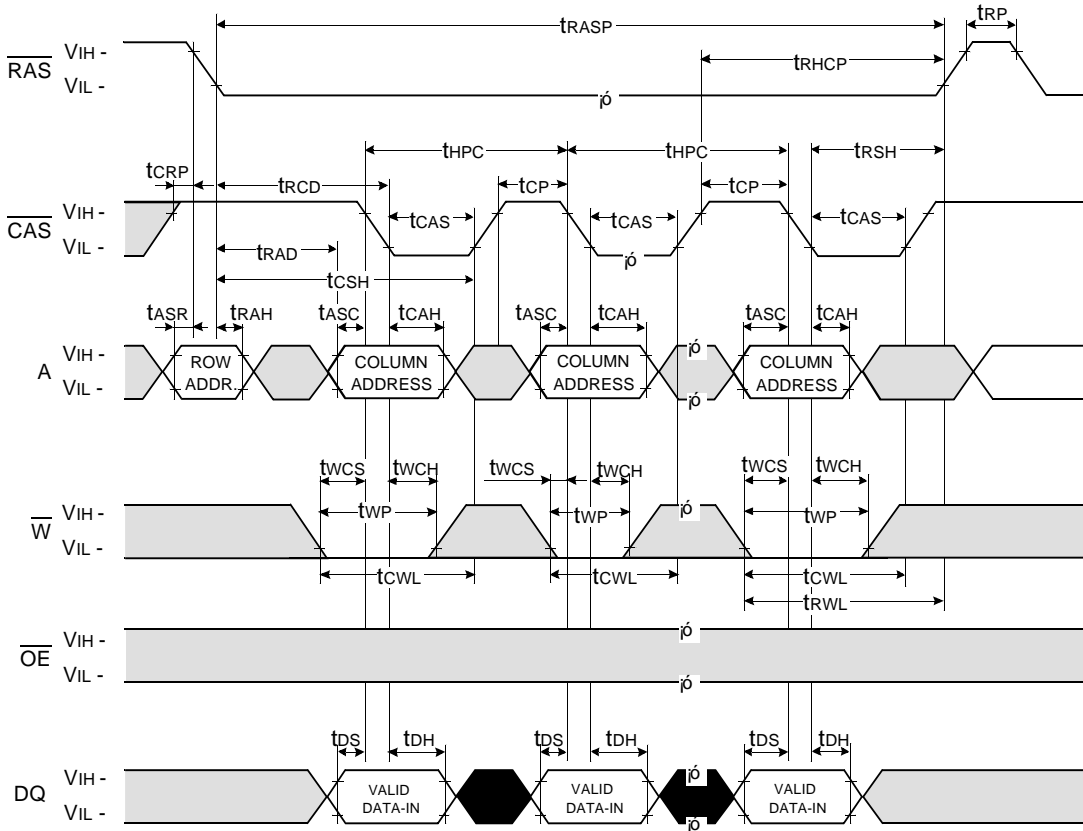 tRASP
tRP
RAS
VIH -
VIL -
tRHCP
¡ó
tHPC
tHPC
tRSH
tCRP
tRCD
tCP
tCP
CAS
VIH -
VIL -
tCAS
tCAS
tCAS
tRAD
¡ó
tCSH
tASR
tRAH
tASC
tCAH
tASC
tCAH
tASC
tCAH
A
VIH -
VIL -
ROW
ADDR.
COLUMN
ADDRESS
COLUMN
ADDRESS
¡ó
¡ó
COLUMN
ADDRESS
tWCS
tWCH
tWCS
tWCH
tWCS
tWCH
W
VIH -
VIL -
tWP
tWP
¡ó
tWP
tCWL
tCWL
tCWL
tRWL
OE
VIH -
VIL -
¡ó
¡ó
tDS
tDH
tDS
tDH
tDS
tDH
DQ
VIH -
VIL -
VALID
DATA-IN
VALID
DATA-IN
¡ó
¡ó
VALID
DATA-IN